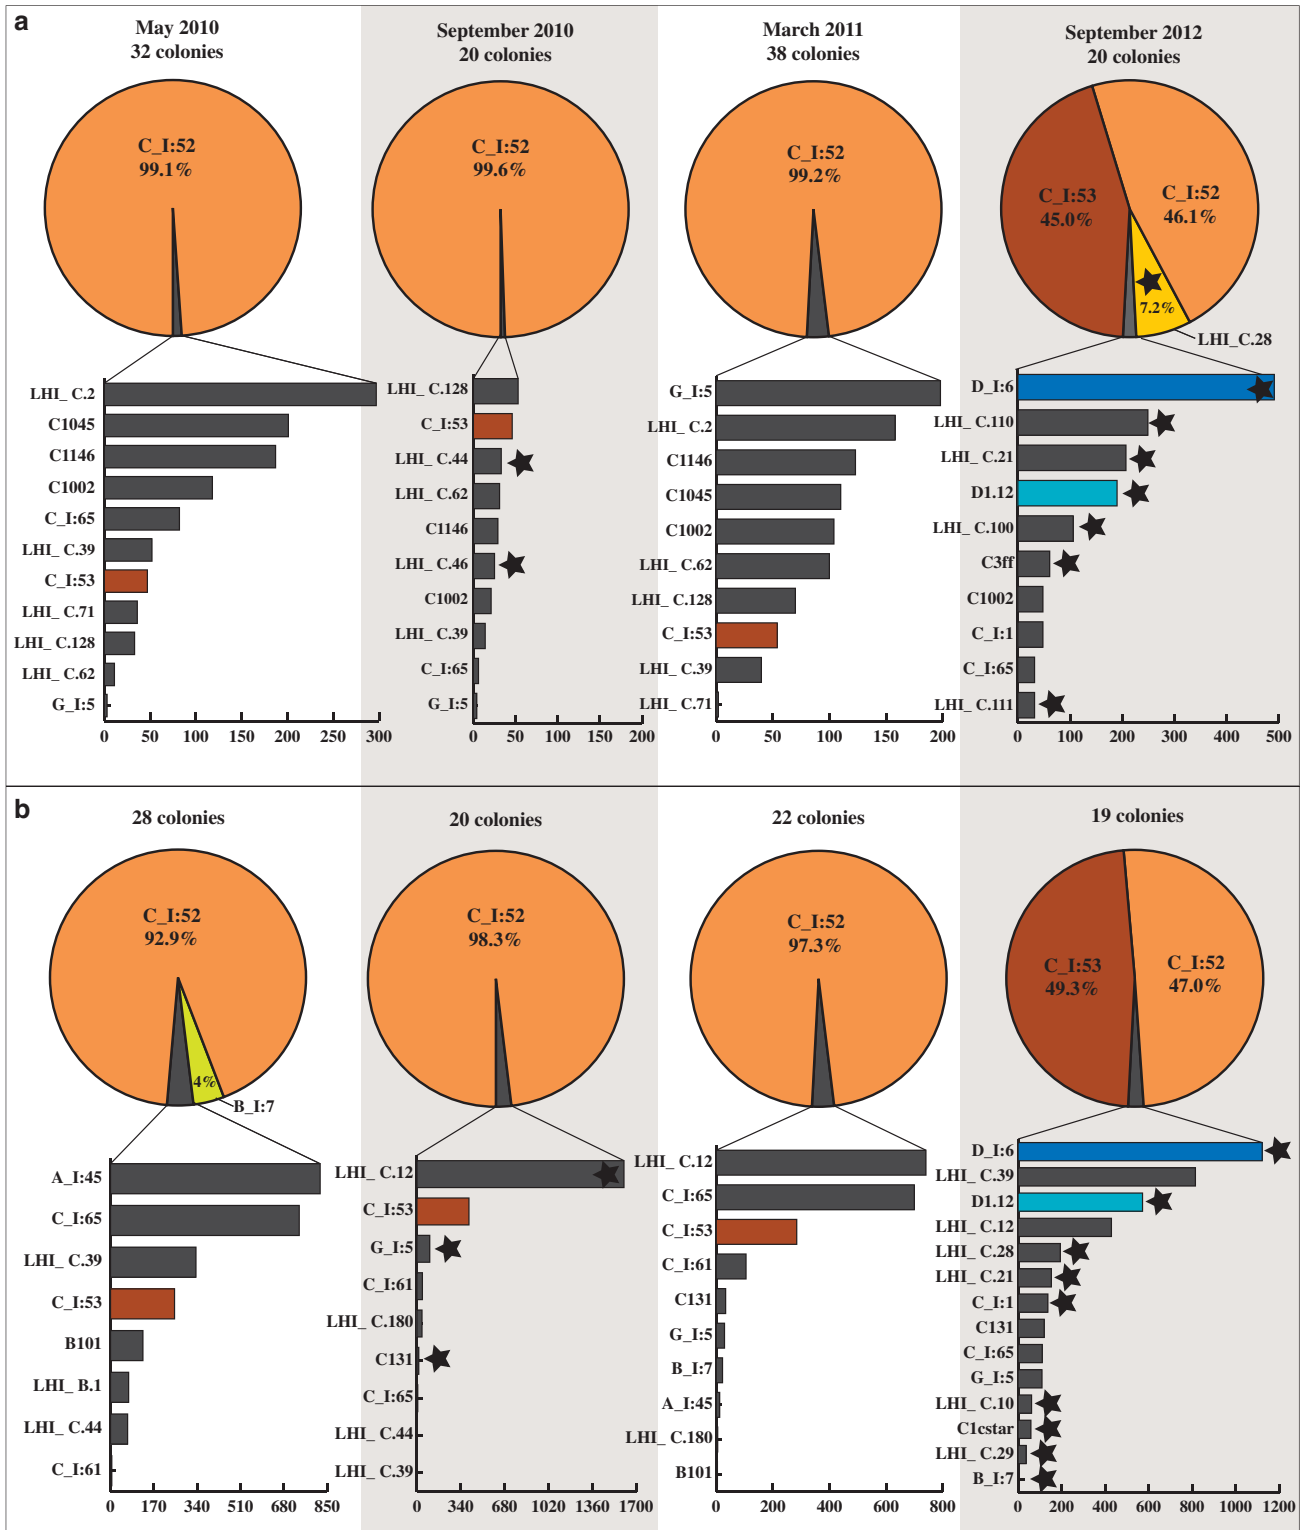 a
May 2010
32 colonies
C_I:52
99.1%
LHI_ C.2
C1045
C1146
C1002
C_I:65
LHI_ C.39
C_I:53
LHI_ C.71
LHI_ C.128
LHI_ C.62
G_I:5
0 50 100 150 200 250 300
September 2010
20 colonies
C_I:52
99.6%
LHI_ C.128
C_I:53
LHI_ C.44
LHI_ C.62
C1146
LHI_ C.46
C1002
LHI_ C.39
C_I:65
G_I:5
0 50 100 150 200
March 2011
38 colonies
C_I:52
99.2%
G_I:5
LHI_ C.2
C1146
C1045
C1002
LHI_ C.62
LHI_ C.128
C_I:53
LHI_ C.39
LHI_ C.71
0 50 100 150 200
September 2012
20 colonies
C_I:53
45.0%
C_I:52
46.1%
7.2%
LHI_C.28
D_I:6
LHI_ C.110
LHI_ C.21
D1.12
LHI_ C.100
C3ff
C1002
C_I:1
C_I:65
LHI_ C.111
0 100 200 300 400 500
b
28 colonies
C_I:52
92.9%
4%
B_I:7
A_I:45
C_I:65
LHI_ C.39
C_I:53
B101
LHI_ B.1
LHI_ C.44
C_I:61
0 170 340 510 680 850
20 colonies
C_I:52
98.3%
LHI_ C.12
C_I:53
G_I:5
C_I:61
LHI_ C.180
C131
C_I:65
LHI_ C.44
LHI_ C.39
0 340 680 1020 1360 1700
22 colonies
C_I:52
97.3%
LHI_ C.12
C_I:65
C_I:53
C_I:61
C131
G_I:5
B_I:7
A_I:45
LHI_ C.180
B101
0 200 400 600 800
19 colonies
C_I:53
49.3%
C_I:52
47.0%
D_I:6
LHI_ C.39
D1.12
LHI_ C.12
LHI_ C.28
LHI_ C.21
C_I:1
C131
C_I:65
G_I:5
LHI_ C.10
C1cstar
LHI_ C.29
B_I:7
0 200 400 600 800 1000 1200